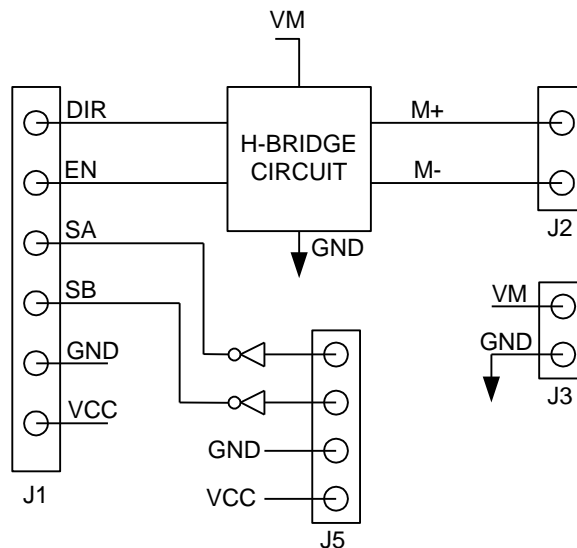 VM
DIR
M+
H-BRIDGE
CIRCUIT
EN
M-
SA
GND
J2
SB
VM
GND
GND
VCC
J3
GND
VCC
J1
J5